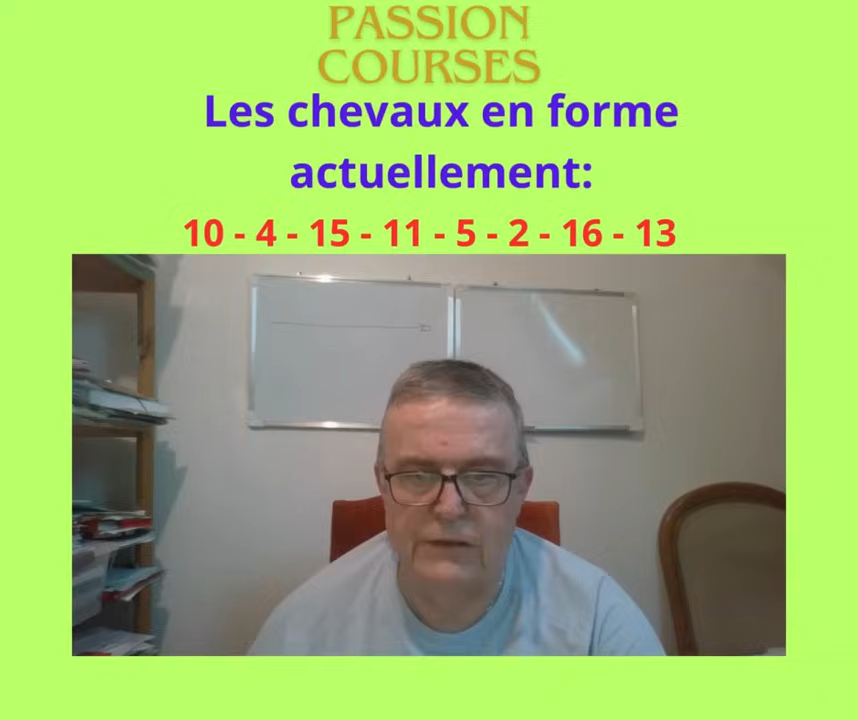 PASSION
COURSES
Les chevaux en forme
actuellement:
10 - 4 - 15 - 11 - 5 - 2 - 16 - 13